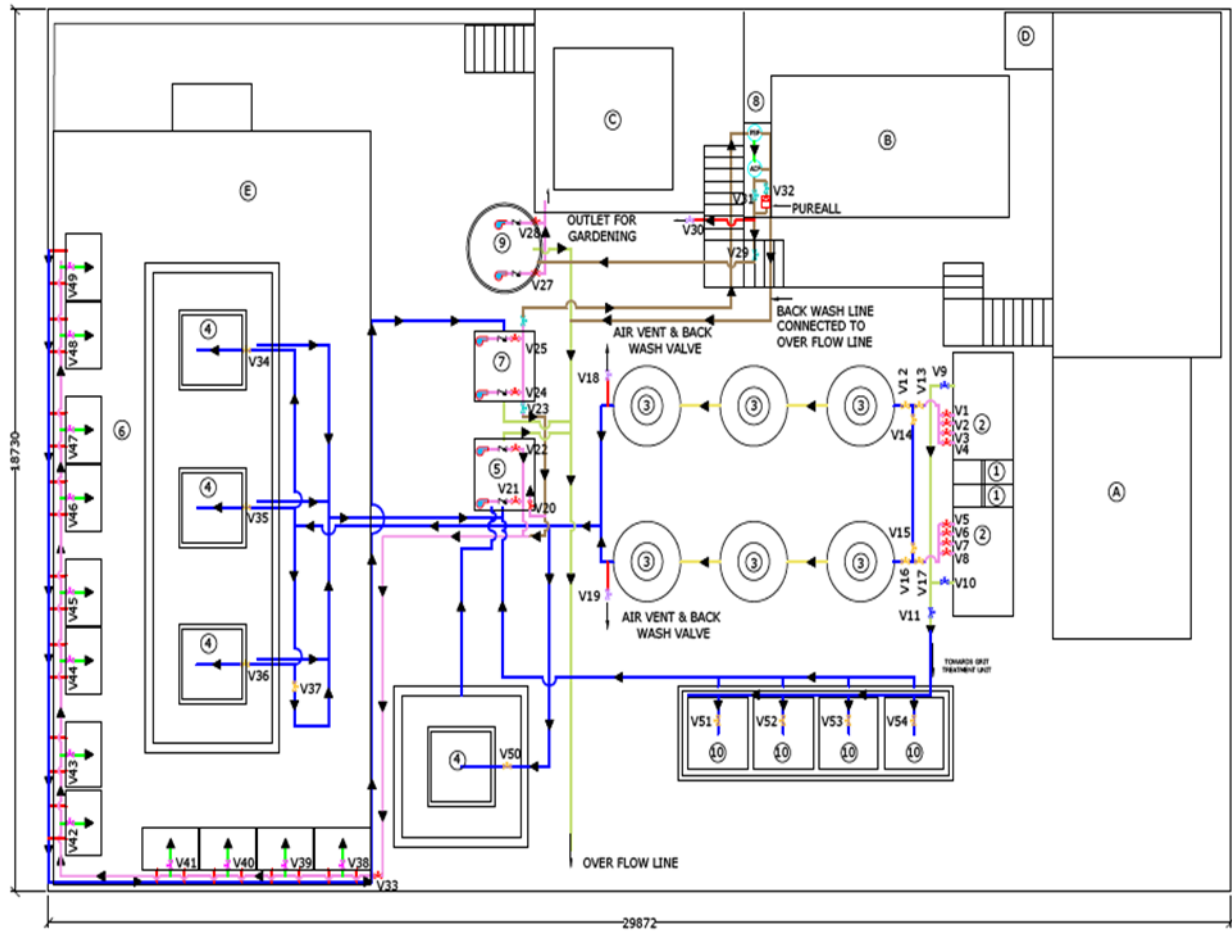 D
8
C
PSF
B
ACF
E
V31
V32
PUREALL
OUTLET FOR
GARDENING
V28
V30
9
V29
V49
V27
BACK WASH LINE
CONNECTED TO
OVER FLOW LINE
4
V48
V34
V25
7
AIR VENT & BACK
WASH VALVE
V18
V12
V13
V9
V24
V23
3
3
3
V1
V2
V3
V4
2
V14
6
V47
V22
18730
4
V46
V35
5
V21
V20
1
1
A
V5
V6
V7
V8
2
V15
3
3
3
V16
V17
V10
V45
V19
V11
AIR VENT & BACK
WASH VALVE
4
V44
V36
V37
TOWARDS GRIT
TREATMENT UNIT
V43
4
V50
V51
V52
V53
V54
10
10
10
10
V42
V41
V40
V39
V38
V33
OVER FLOW LINE
29872